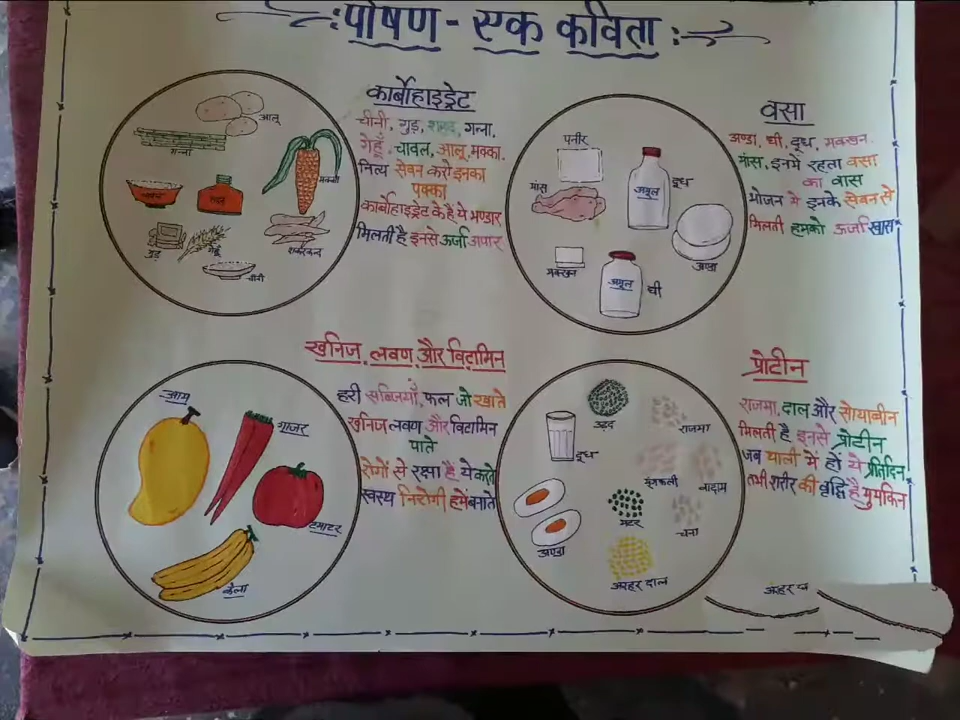 पोषण - एक कविता
कार्बोहाइड्रेट
चीनी, गुड़, शहद, गन्ना,
गेहूँ, चावल, आलू, मक्का.
नित्य सेवन करो इनका
पक्का
कार्बोहाइड्रेट के है ये भण्डार
मिलती है इनसे ऊर्जा अपार
आलू
गन्ना
मक्का
चावल
शहद
गुड़
गेहूँ
शकरकन्द
चीनी
वसा
अण्डा, घी, दूध, मक्खन.
मांस, इनमें रहता वसा
का वास
भोजन में इनके सेवन से
मिलती हमको ऊर्जा खास
पनीर
मांस
अमूल
दूध
मक्खन
अण्डा
अमूल
घी
खनिज, लवण और विटामिन
हरी सब्जियाँ, फल जो खाते
खनिज लवण और विटामिन
पाते
रोगों से रक्षा है ये करते
स्वस्थ निरोगी हमें बनाते
आम
गाजर
टमाटर
केला
प्रोटीन
राजमा, दाल और सोयाबीन
मिलती है इनसे प्रोटीन
जब थाली में हों ये प्रतिदिन
तभी शरीर की वृद्धि है मुमकिन
उड़द
राजमा
दूध
मूंगफली
बादाम
मटर
चना
अण्डा
अरहर दाल